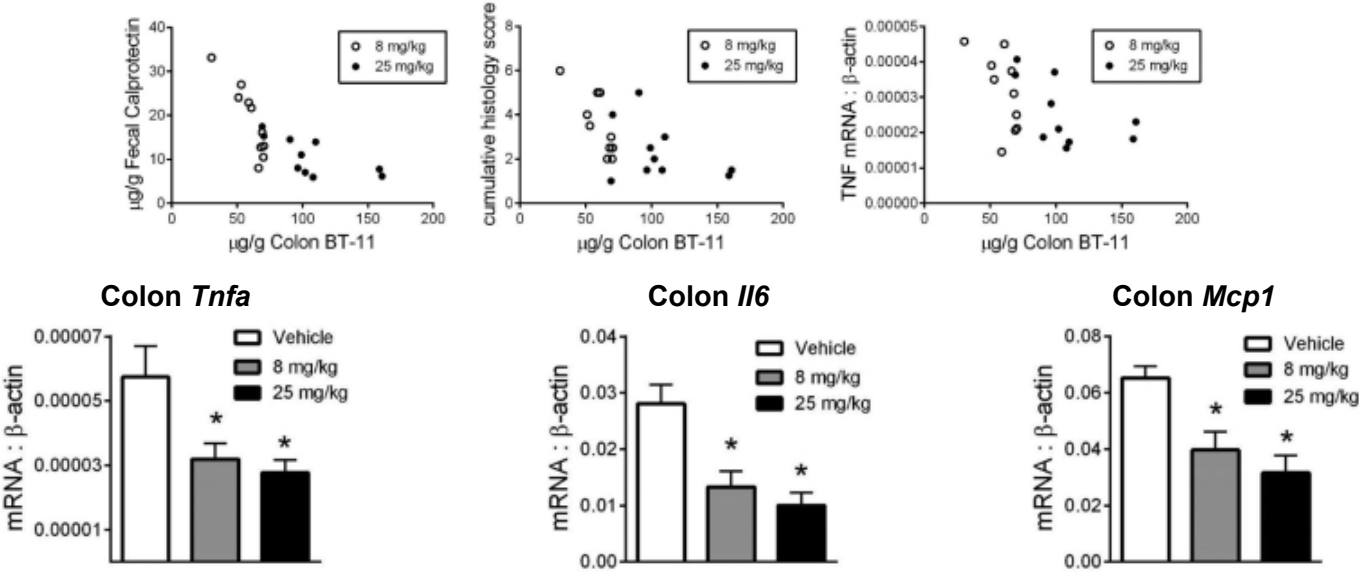 μg/g Fecal Calprotectin
40
30
20
10
0
0 50 100 150 200
μg/g Colon BT-11
8 mg/kg
25 mg/kg
cumulative histology score
8
6
4
2
0
0 50 100 150 200
μg/g Colon BT-11
8 mg/kg
25 mg/kg
TNF mRNA : β-actin
0.00005
0.00004
0.00003
0.00002
0.00001
0.00000
0 50 100 150 200
μg/g Colon BT-11
8 mg/kg
25 mg/kg
Colon Tnfa
mRNA : β-actin
0.00007
0.00005
0.00003
0.00001
* *
Vehicle
8 mg/kg
25 mg/kg
Colon Il6
mRNA : β-actin
0.04
0.03
0.02
0.01
0.00
* *
Vehicle
8 mg/kg
25 mg/kg
Colon Mcp1
mRNA : β-actin
0.08
0.06
0.04
0.02
0.00
* *
Vehicle
8 mg/kg
25 mg/kg